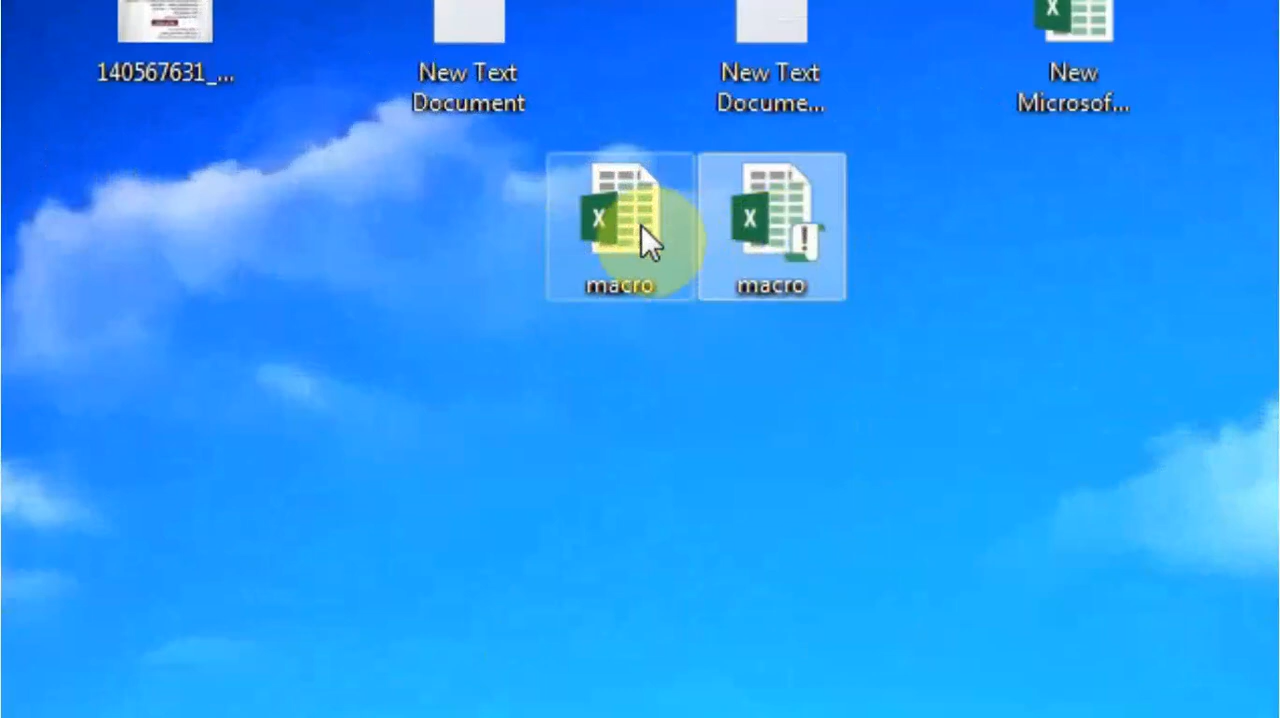 140567631_...
New Text
Document
New Text
Docume...
New
Microsof...
macro
macro